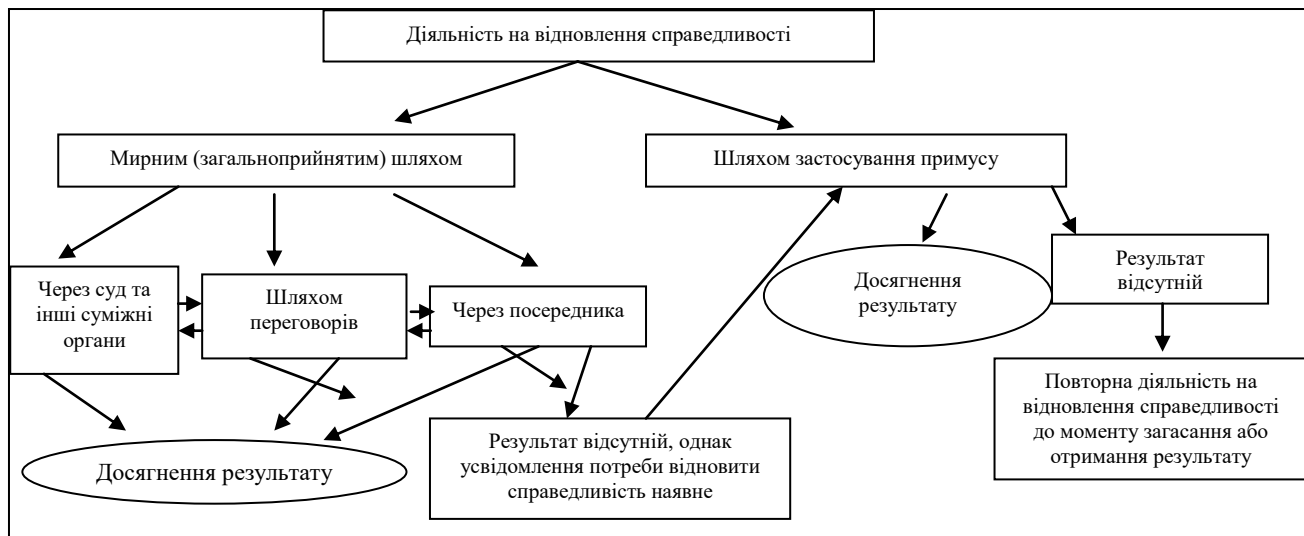 Діяльність на відновлення справедливості
Мирним (загальноприйнятим) шляхом
Шляхом застосування примусу
Через суд та
інші суміжні
органи
Шляхом
переговорів
Через посередника
Досягнення
результату
Результат
відсутній
Досягнення результату
Результат відсутній, однак
усвідомлення потреби відновити
справедливість наявне
Повторна діяльність на
відновлення справедливості
до моменту загасання або
отримання результату